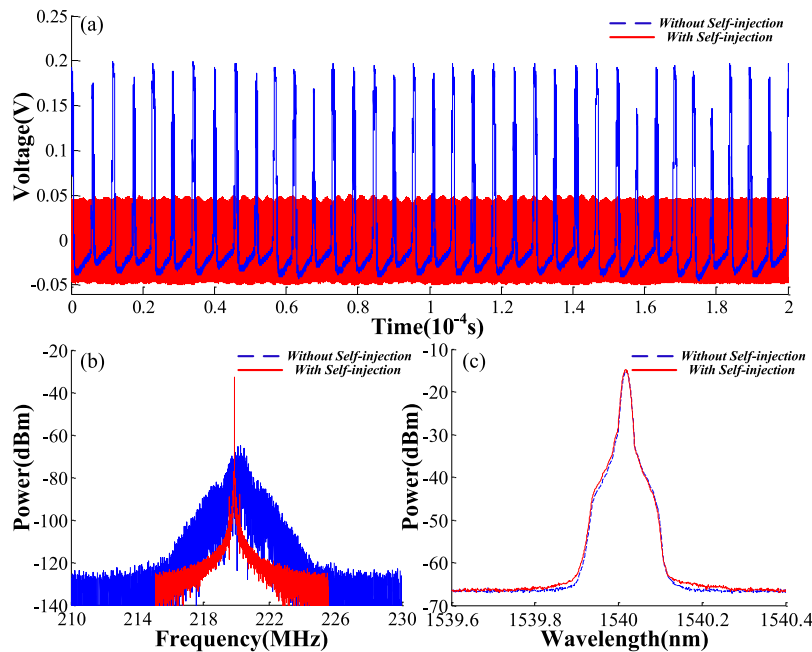 (a)
Without Self-injection
With Self-injection
Voltage(V)
0.25
0.2
0.15
0.1
0.05
0
-0.05
0 0.2 0.4 0.6 0.8 1 1.2 1.4 1.6 1.8 2
Time(10⁻⁴s)
(b)
Without Self-injection
With Self-injection
Power(dBm)
-20
-40
-60
-80
-100
-120
-140
210 214 218 222 226 230
Frequency(MHz)
(c)
Without Self-injection
With Self-injection
Power(dBm)
-10
-20
-30
-40
-50
-60
-70
1539.6 1539.8 1540 1540.2 1540.4
Wavelength(nm)